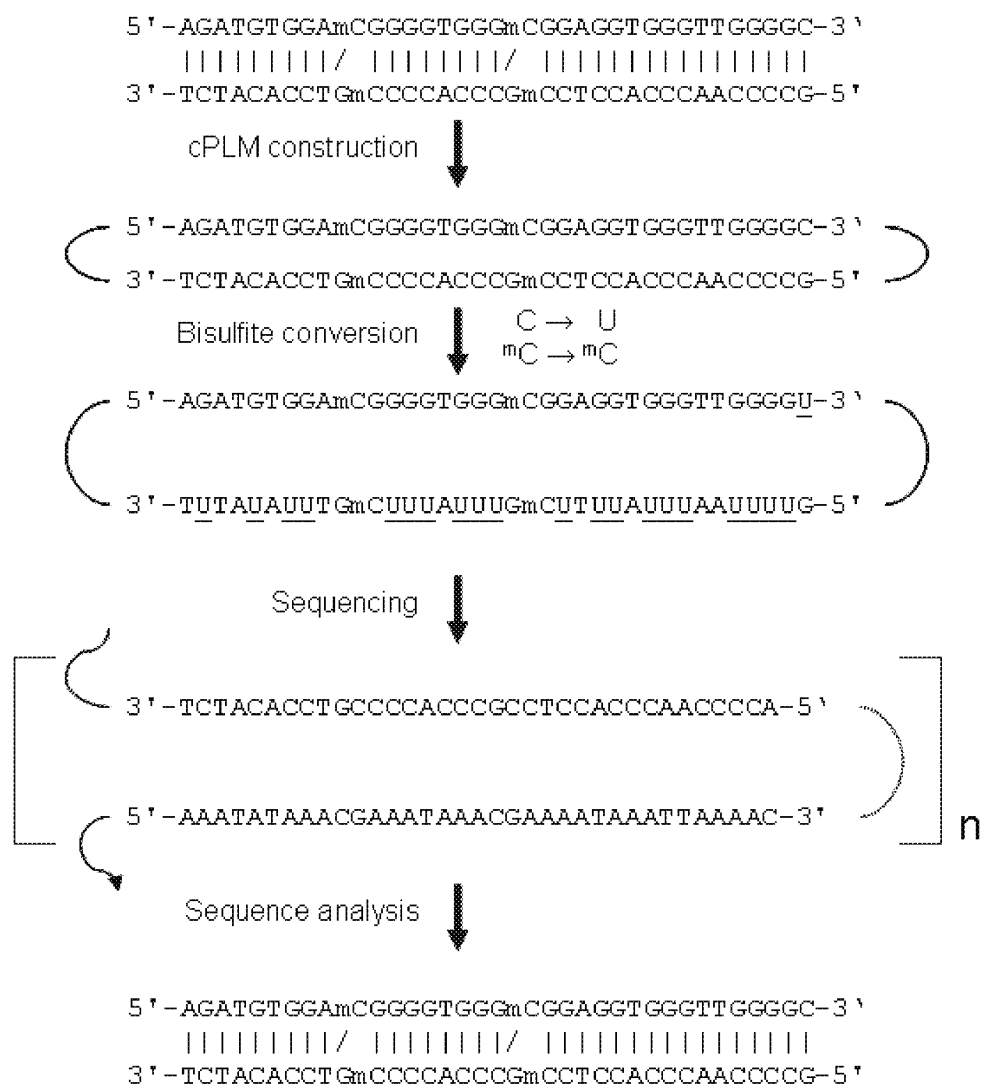 5'-AGATGTGGAmCGGGGTGGGmCGGAGGTGGGTTGGGGC-3'
3'-TCTACACCTGmCCCCACCCGmCCTCCACCCAACCCCG-5'
cPLM construction
5'-AGATGTGGAmCGGGGTGGGmCGGAGGTGGGTTGGGGC-3'
3'-TCTACACCTGmCCCCACCCGmCCTCCACCCAACCCCG-5'
Bisulfite conversion
C → U
mC → mC
5'-AGATGTGGAmCGGGGTGGGmCGGAGGTGGGTTGGGGU-3'
3'-TUTAUAUUTGmCUUUAUUUGmCUTUUAUUUAAUUUUG-5'
Sequencing
3'-TCTACACCTGCCCCACCCGCCTCCACCCAACCCCA-5'
5'-AAATATAAACGAAATAAACGAAAATAAATTAAAAC-3'
n
Sequence analysis
5'-AGATGTGGAmCGGGGTGGGmCGGAGGTGGGTTGGGGC-3'
3'-TCTACACCTGmCCCCACCCGmCCTCCACCCAACCCCG-5'